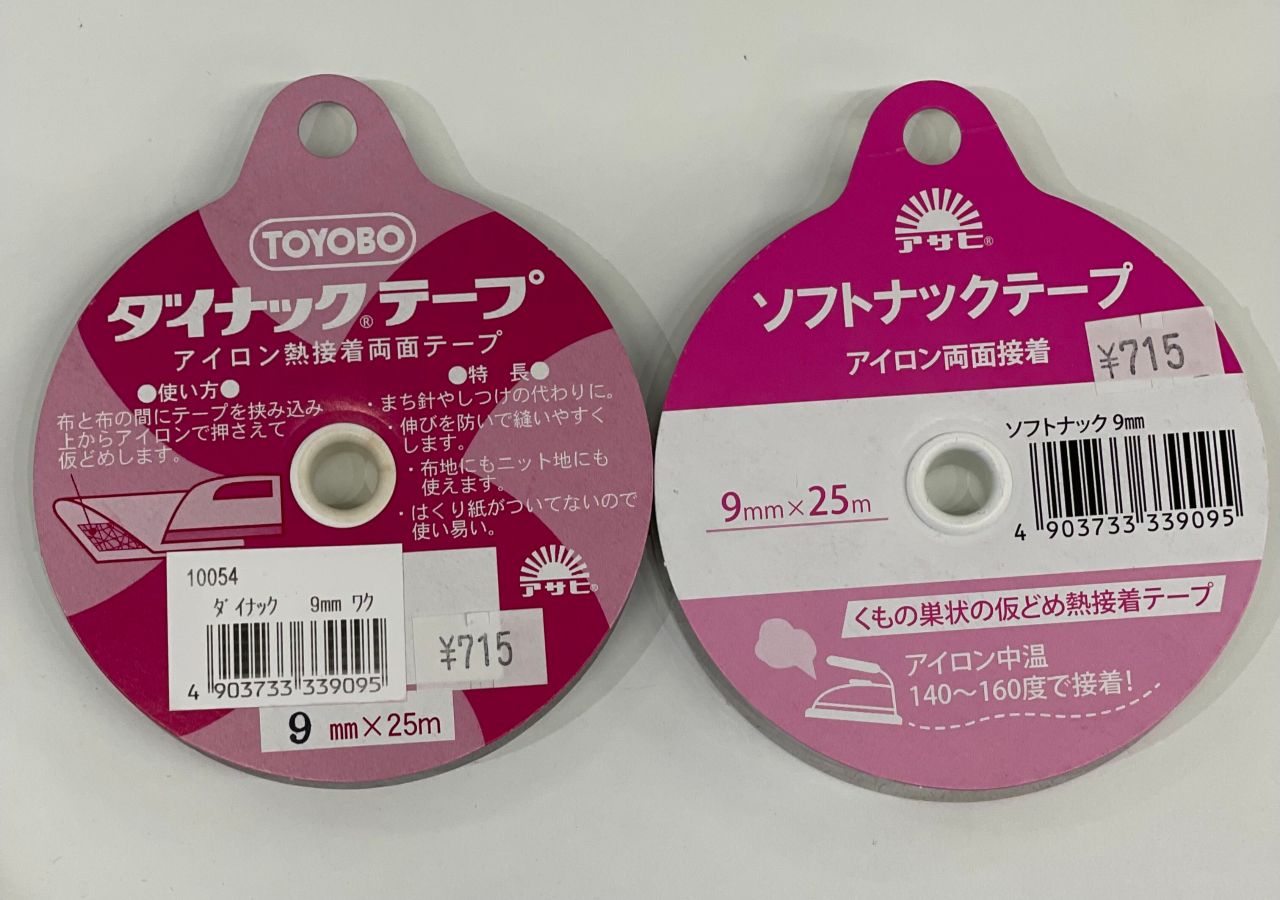 TOYOBO
ダイナック®テープ
アイロン熱接着両面テープ
●使い方●
布と布の間にテープを挟み込み
上からアイロンで押さえて
仮どめします。
●特 長●
・まち針やしつけの代わりに。
・伸びを防いで縫いやすく
します。
・布地にもニット地にも
使えます。
・はくり紙がついてないので
使い易い。
アサヒ®
10054
ダイナック 9mm ワク
4 903733 339095
¥715
9 mm×25m
アサヒ®
ソフトナックテープ
アイロン両面接着
¥715
ソフトナック 9mm
4 903733 339095
9mm×25m
くもの巣状の仮どめ熱接着テープ
アイロン中温
140〜160度で接着!